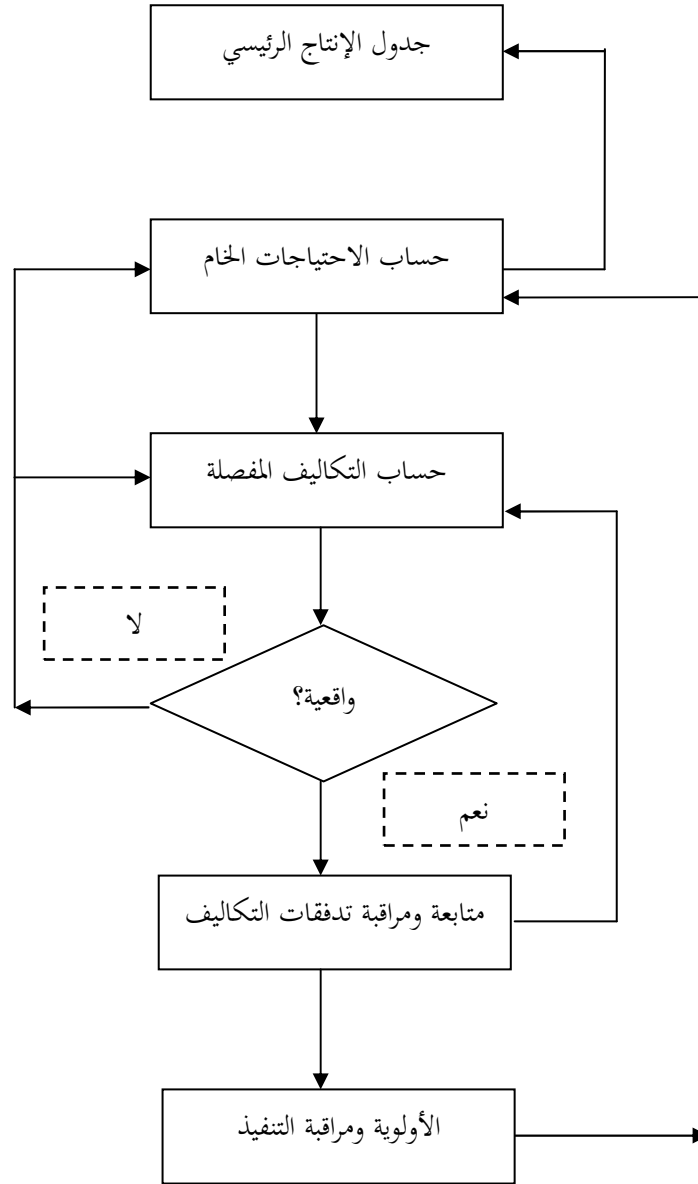 جدول الإنتاج الرئيسي
حساب الاحتياجات الخام
حساب التكاليف المفصلة
لا
واقعية؟
نعم
متابعة ومراقبة تدفقات التكاليف
الأولوية ومراقبة التنفيذ